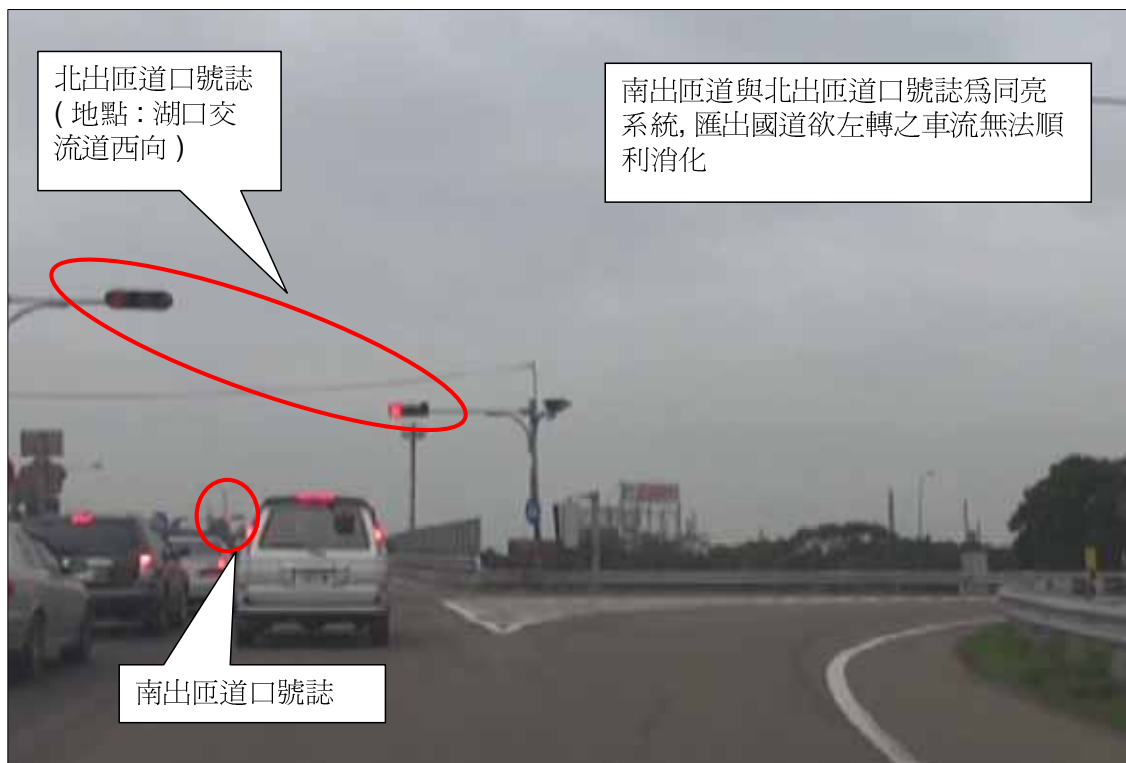 北出匝道口號誌
( 地點 : 湖口交
流道西向 )
南出匝道與北出匝道口號誌為同亮
系統, 匯出國道欲左轉之車流無法順
利消化
南出匝道口號誌